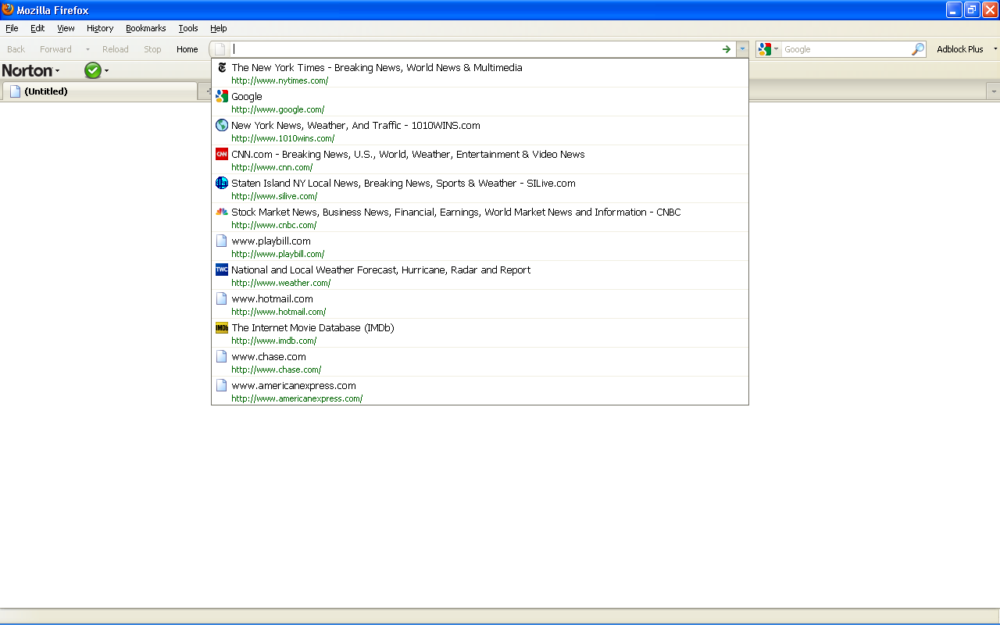 Mozilla Firefox
File Edit View History Bookmarks Tools Help
Back Forward Reload Stop Home Google Adblock Plus
Norton
(Untitled)
The New York Times - Breaking News, World News & Multimedia
http://www.nytimes.com/
Google
http://www.google.com/
New York News, Weather, And Traffic - 1010WINS.com
http://www.1010wins.com/
CNN CNN.com - Breaking News, U.S., World, Weather, Entertainment & Video News
http://www.cnn.com/
Staten Island NY Local News, Breaking News, Sports & Weather - SILive.com
http://www.silive.com/
Stock Market News, Business News, Financial, Earnings, World Market News and Information - CNBC
http://www.cnbc.com/
www.playbill.com
http://www.playbill.com/
TWC National and Local Weather Forecast, Hurricane, Radar and Report
http://www.weather.com/
www.hotmail.com
http://www.hotmail.com/
IMDb The Internet Movie Database (IMDb)
http://www.imdb.com/
www.chase.com
http://www.chase.com/
www.americanexpress.com
http://www.americanexpress.com/